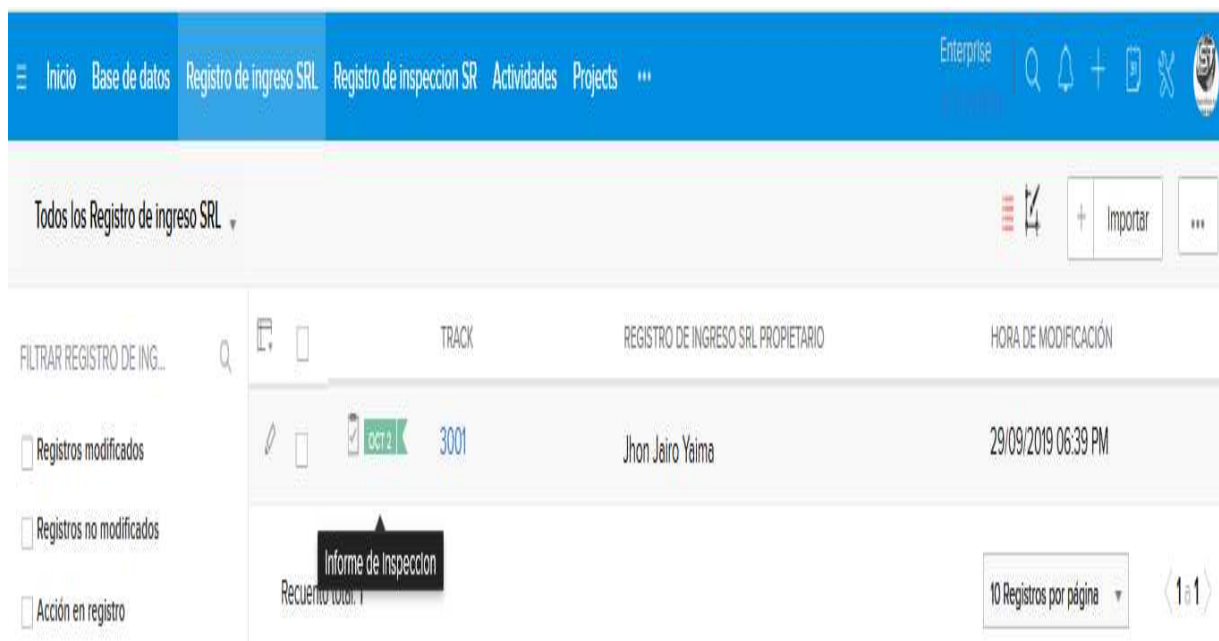 Inicio Base de datos Registro de ingreso SRL Registro de inspeccion SR Actividades Projects ...
Enterprise
31
Todos los Registro de ingreso SRL
+ Importar ...
FILTRAR REGISTRO DE ING...
TRACK REGISTRO DE INGRESO SRL PROPIETARIO HORA DE MODIFICACIÓN
Registros modificados
OCT 2 3001 Jhon Jairo Yaima 29/09/2019 06:39 PM
Registros no modificados
Informe de Inspeccion
Recuento total: 1
10 Registros por página
1 a 1
Acción en registro